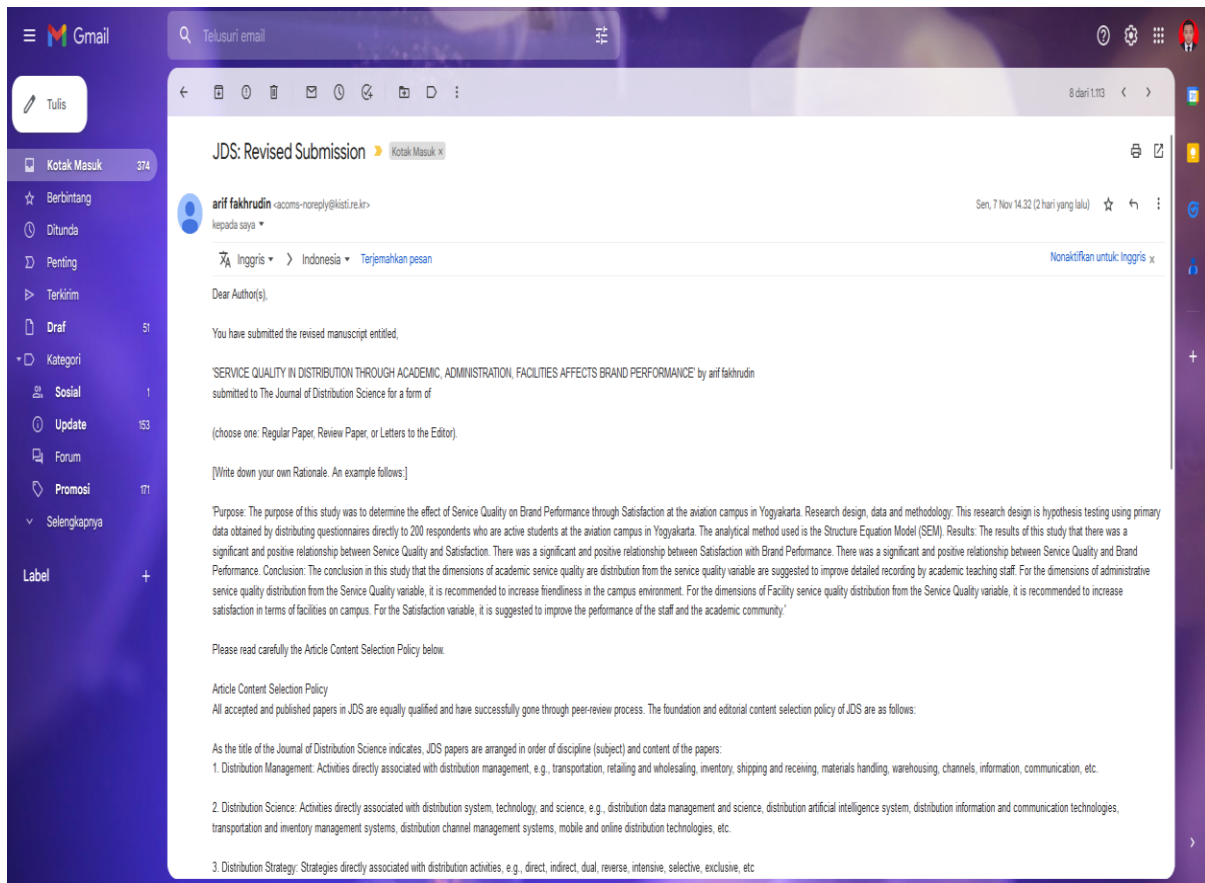 Gmail
Telusuri email
Tulis
8 dari 1.113
Kotak Masuk 374
Berbintang
Ditunda
Penting
Terkirim
Draf 51
Kategori
Sosial 1
Update 153
Forum
Promosi 171
Selengkapnya
Label +
JDS: Revised Submission Kotak Masuk ×
arif fakhrudin <acoms-noreply@kisti.re.kr>
Sen, 7 Nov 14.32 (2 hari yang lalu)
kepada saya
Inggris > Indonesia Terjemahkan pesan
Nonaktifkan untuk: Inggris x
Dear Author(s),
You have submitted the revised manuscript entitled,
'SERVICE QUALITY IN DISTRIBUTION THROUGH ACADEMIC, ADMINISTRATION, FACILITIES AFFECTS BRAND PERFORMANCE' by arif fakhrudin
submitted to The Journal of Distribution Science for a form of
(choose one: Regular Paper, Review Paper, or Letters to the Editor).
[Write down your own Rationale. An example follows:]
'Purpose: The purpose of this study was to determine the effect of Service Quality on Brand Performance through Satisfaction at the aviation campus in Yogyakarta. Research design, data and methodology: This research design is hypothesis testing using primary
data obtained by distributing questionnaires directly to 200 respondents who are active students at the aviation campus in Yogyakarta. The analytical method used is the Structure Equation Model (SEM). Results: The results of this study that there was a
significant and positive relationship between Service Quality and Satisfaction. There was a significant and positive relationship between Satisfaction with Brand Performance. There was a significant and positive relationship between Service Quality and Brand
Performance. Conclusion: The conclusion in this study that the dimensions of academic service quality are distribution from the service quality variable are suggested to improve detailed recording by academic teaching staff. For the dimensions of administrative
service quality distribution from the Service Quality variable, it is recommended to increase friendliness in the campus environment. For the dimensions of Facility service quality distribution from the Service Quality variable, it is recommended to increase
satisfaction in terms of facilities on campus. For the Satisfaction variable, it is suggested to improve the performance of the staff and the academic community.'
Please read carefully the Article Content Selection Policy below.
Article Content Selection Policy
All accepted and published papers in JDS are equally qualified and have successfully gone through peer-review process. The foundation and editorial content selection policy of JDS are as follows:
As the title of the Journal of Distribution Science indicates, JDS papers are arranged in order of discipline (subject) and content of the papers:
1. Distribution Management: Activities directly associated with distribution management, e.g., transportation, retailing and wholesaling, inventory, shipping and receiving, materials handling, warehousing, channels, information, communication, etc.
2. Distribution Science: Activities directly associated with distribution system, technology, and science, e.g., distribution data management and science, distribution artificial intelligence system, distribution information and communication technologies,
transportation and inventory management systems, distribution channel management systems, mobile and online distribution technologies, etc.
3. Distribution Strategy: Strategies directly associated with distribution activities, e.g., direct, indirect, dual, reverse, intensive, selective, exclusive, etc